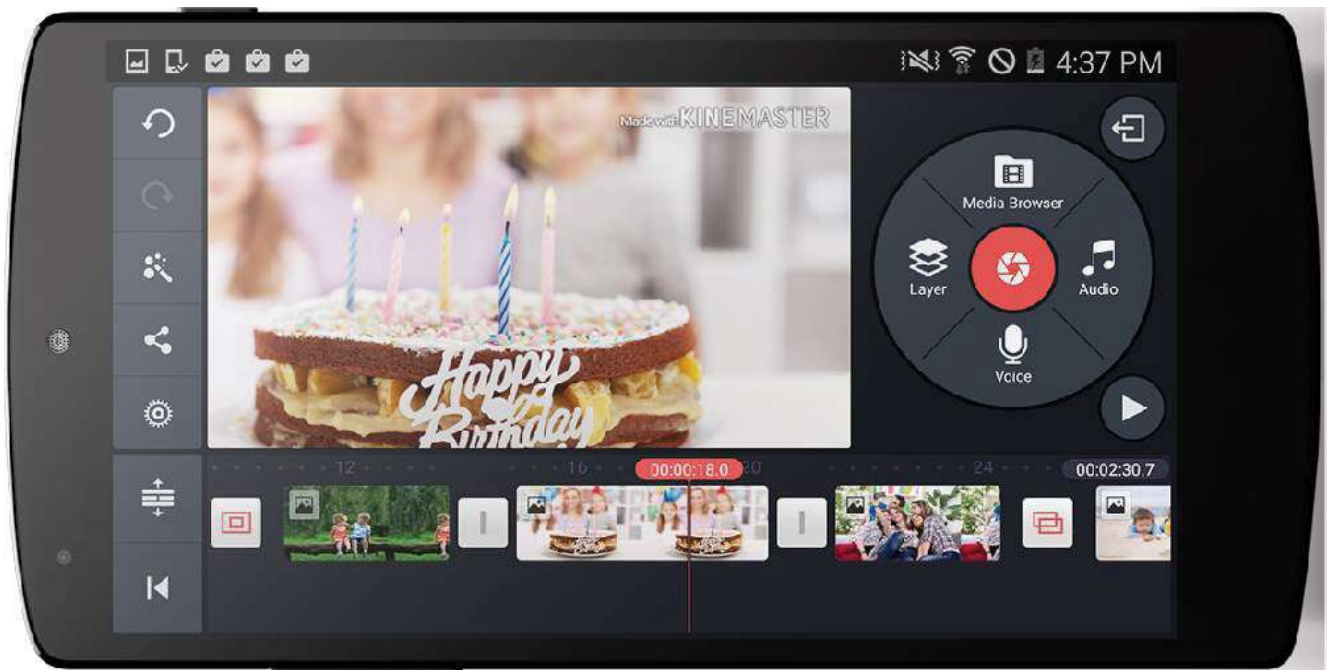 4:37 PM
Made with KINEMASTER
Media Browser
Layer
Audio
Voice
Happy
Birthday
12
16
00:00:18.0
20
24
00:02:30.7